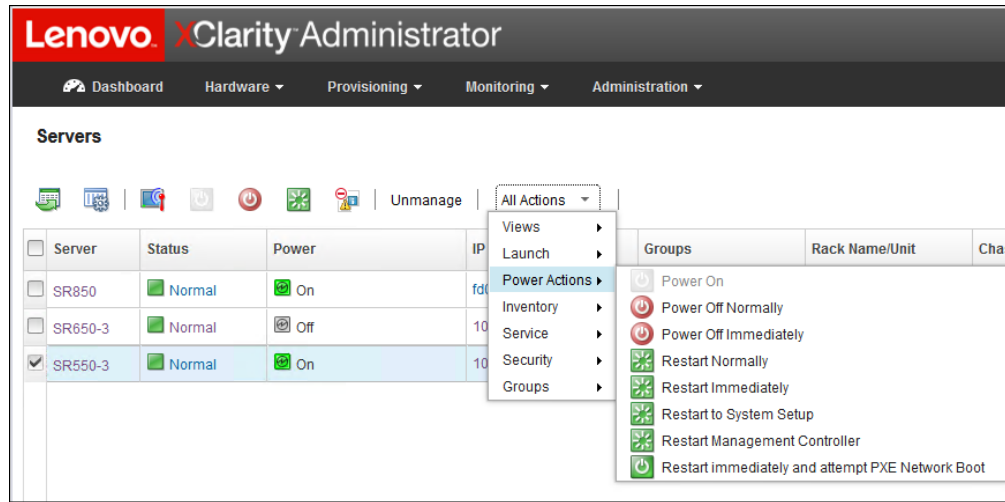 Lenovo. XClarity Administrator
Dashboard Hardware Provisioning Monitoring Administration
Servers
Unmanage All Actions
Server Status Power IP Groups Rack Name/Unit Cha
SR850 Normal On fd0
SR650-3 Normal Off 10
SR550-3 Normal On 10
Views
Launch
Power Actions
Inventory
Service
Security
Groups
Power On
Power Off Normally
Power Off Immediately
Restart Normally
Restart Immediately
Restart to System Setup
Restart Management Controller
Restart immediately and attempt PXE Network Boot